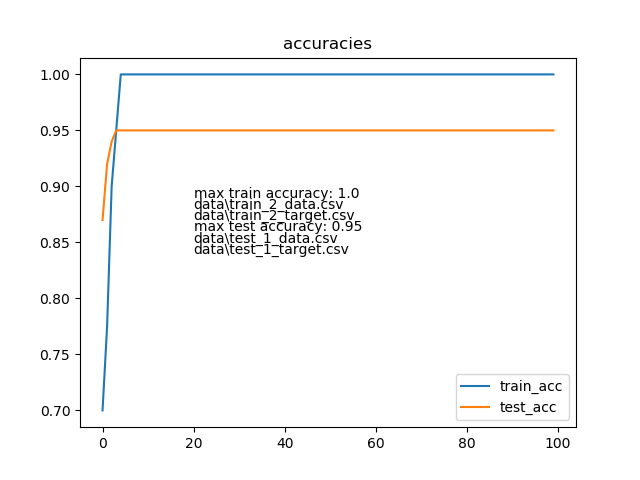 accuracies
1.00
0.95
0.90
0.85
0.80
0.75
0.70
max train accuracy: 1.0
data\train_2_data.csv
data\train_2_target.csv
max test accuracy: 0.95
data\test_1_data.csv
data\test_1_target.csv
train_acc
test_acc
0 20 40 60 80 100